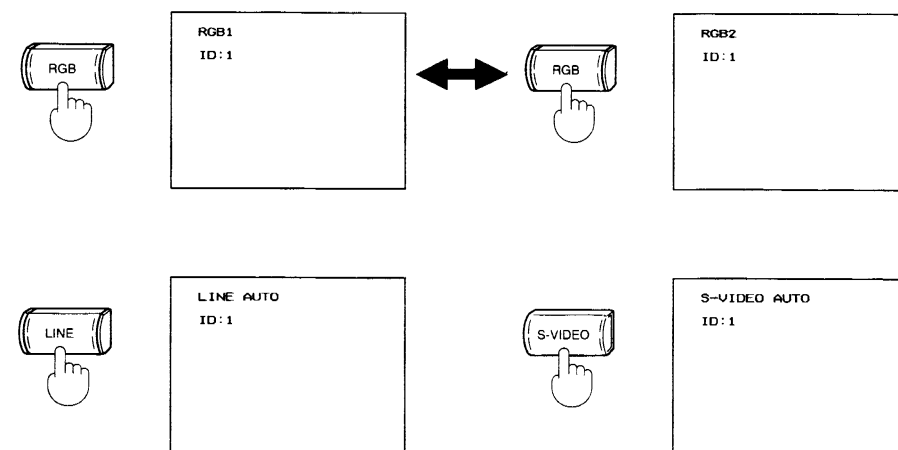 RGB
RGB1
ID:1
RGB
RGB2
ID:1
LINE
LINE AUTO
ID:1
S-VIDEO
S-VIDEO AUTO
ID:1